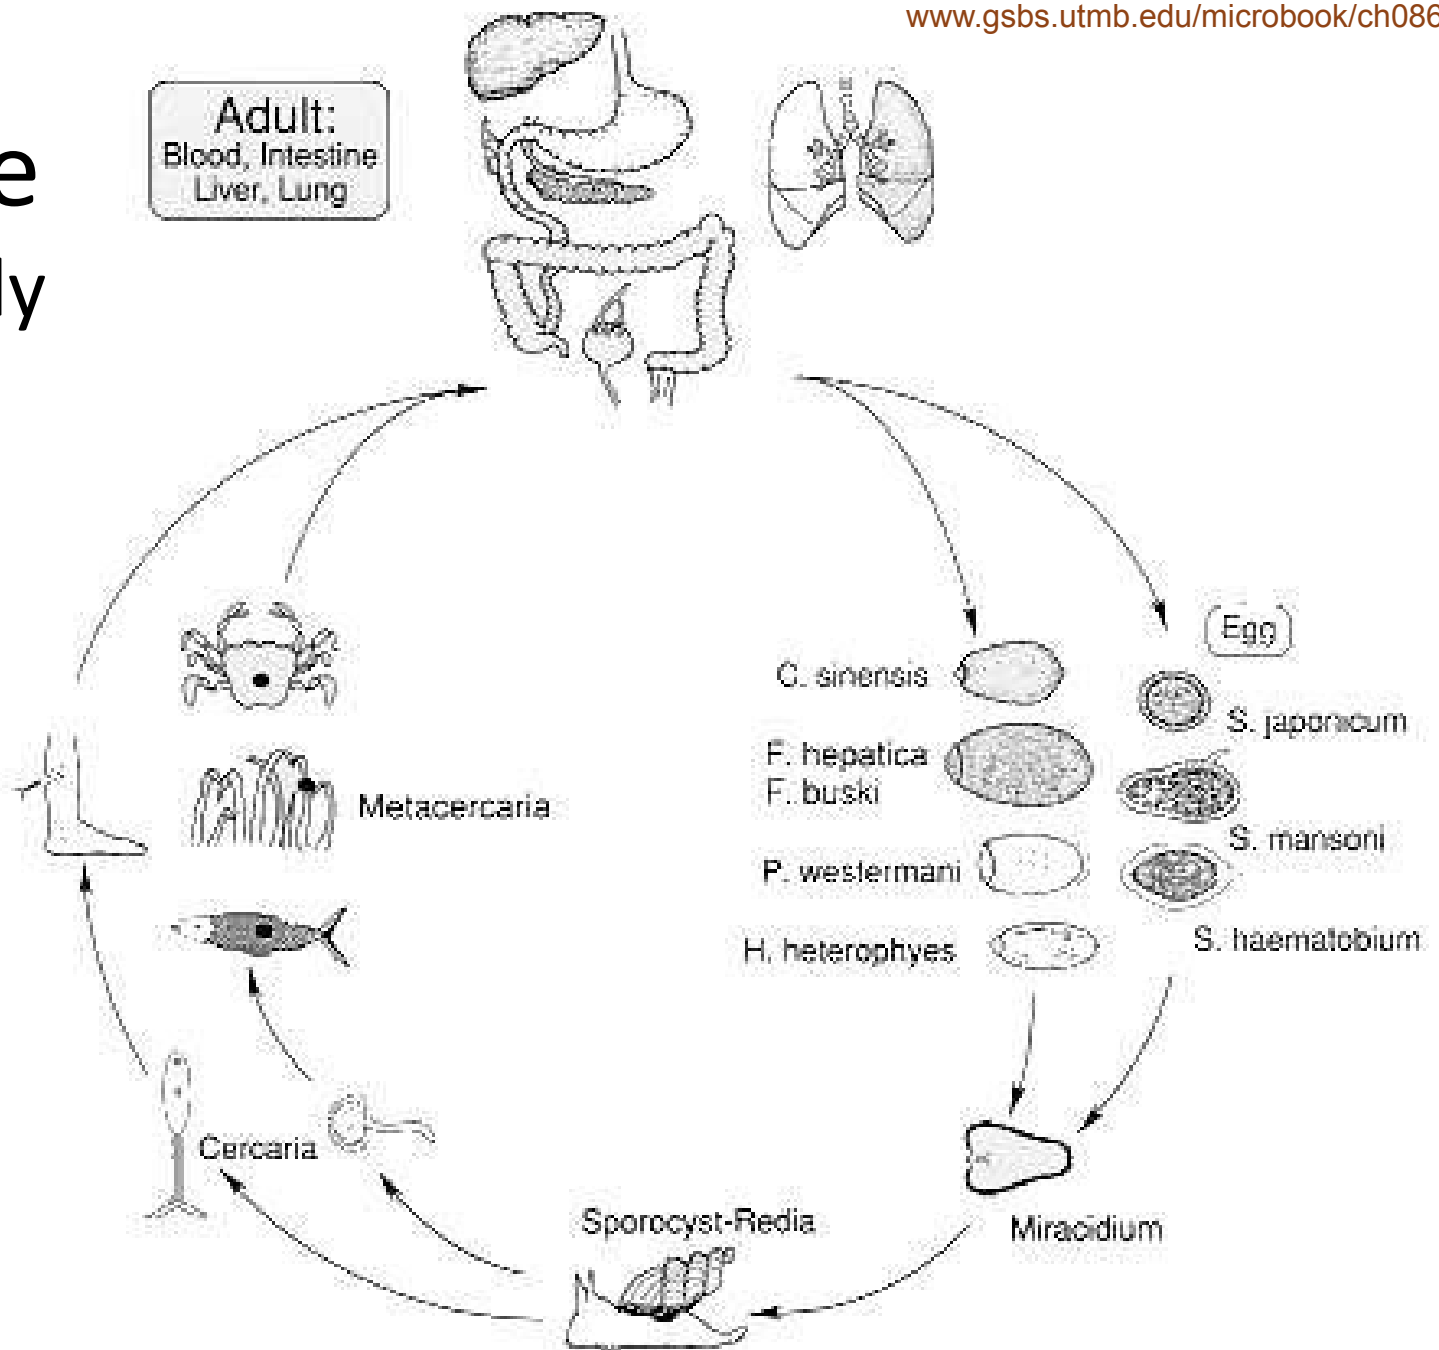 www.gsbs.utmb.edu/microbook/ch086
Adult:
Blood, Intestine
Liver, Lung
e
ly
Egg
C. sinensis
S. japonicum
F. hepatica
F. buski
Metacercaria
S. mansoni
P. westermani
S. haematobium
H. heterophyes
Cercaria
Sporocyst-Redia
Miracidium